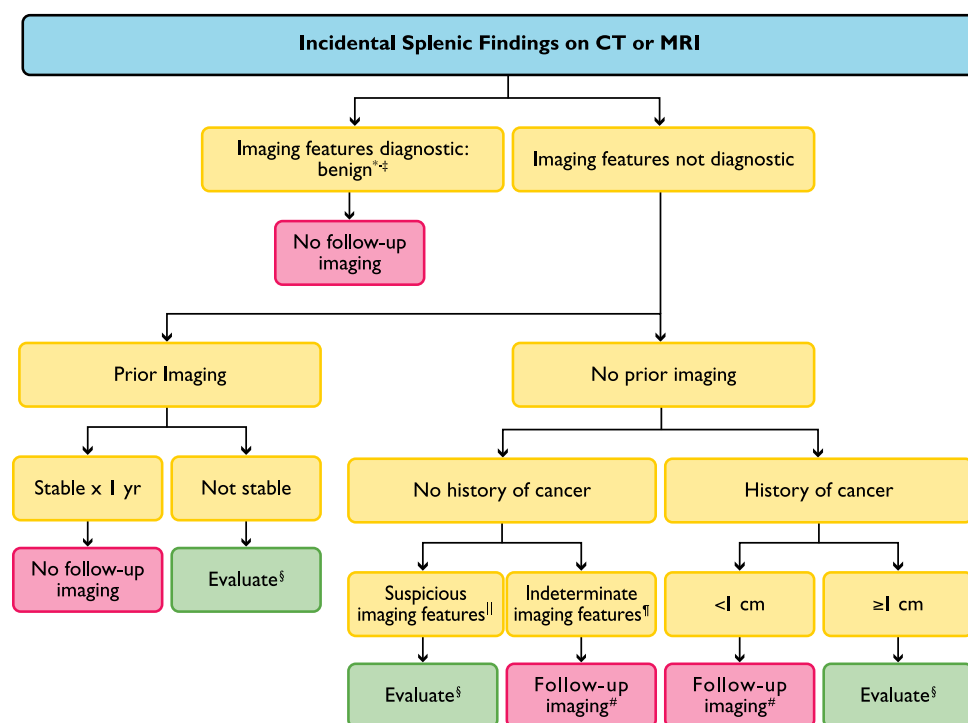 Incidental Splenic Findings on CT or MRI
Imaging features diagnostic:
benign*-‡
Imaging features not diagnostic
No follow-up
imaging
Prior Imaging
No prior imaging
Stable x 1 yr
Not stable
No history of cancer
History of cancer
No follow-up
imaging
Evaluate§
Suspicious
imaging features||
Indeterminate
imaging features¶
<1 cm
≥1 cm
Evaluate§
Follow-up
imaging#
Follow-up
imaging#
Evaluate§